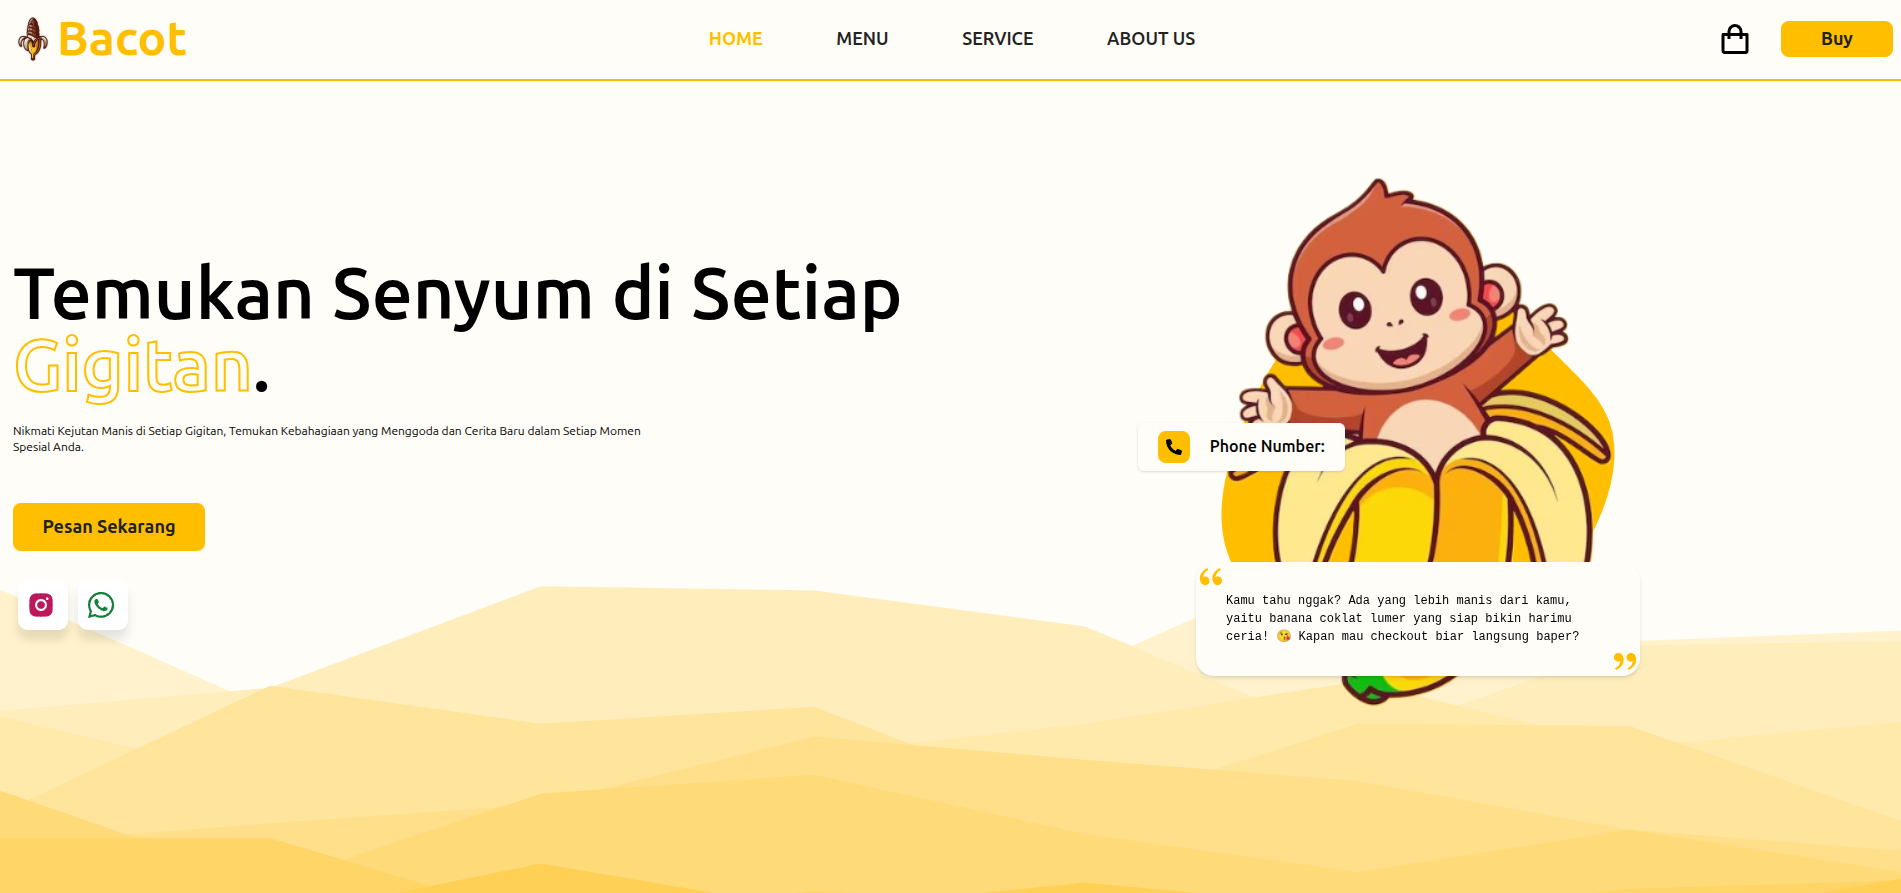 Bacot
HOME
MENU
SERVICE
ABOUT US
Buy
Temukan Senyum di Setiap
Gigitan.
Nikmati Kejutan Manis di Setiap Gigitan, Temukan Kebahagiaan yang Menggoda dan Cerita Baru dalam Setiap Momen
Spesial Anda.
Pesan Sekarang
Phone Number:
“
Kamu tahu nggak? Ada yang lebih manis dari kamu,
yaitu banana coklat lumer yang siap bikin harimu
ceria! 😘 Kapan mau checkout biar langsung baper?
”